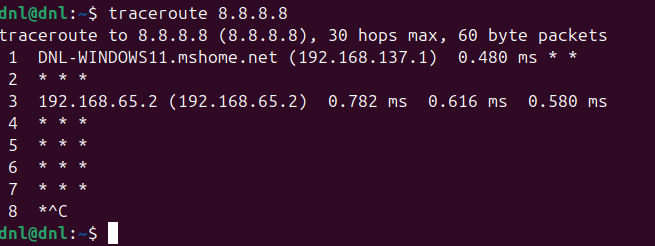 dnl@dnl:~$ traceroute 8.8.8.8
traceroute to 8.8.8.8 (8.8.8.8), 30 hops max, 60 byte packets
 1  DNL-WINDOWS11.mshome.net (192.168.137.1)  0.480 ms * *
 2  * * *
 3  192.168.65.2 (192.168.65.2)  0.782 ms  0.616 ms  0.580 ms
 4  * * *
 5  * * *
 6  * * *
 7  * * *
 8  *^C
dnl@dnl:~$